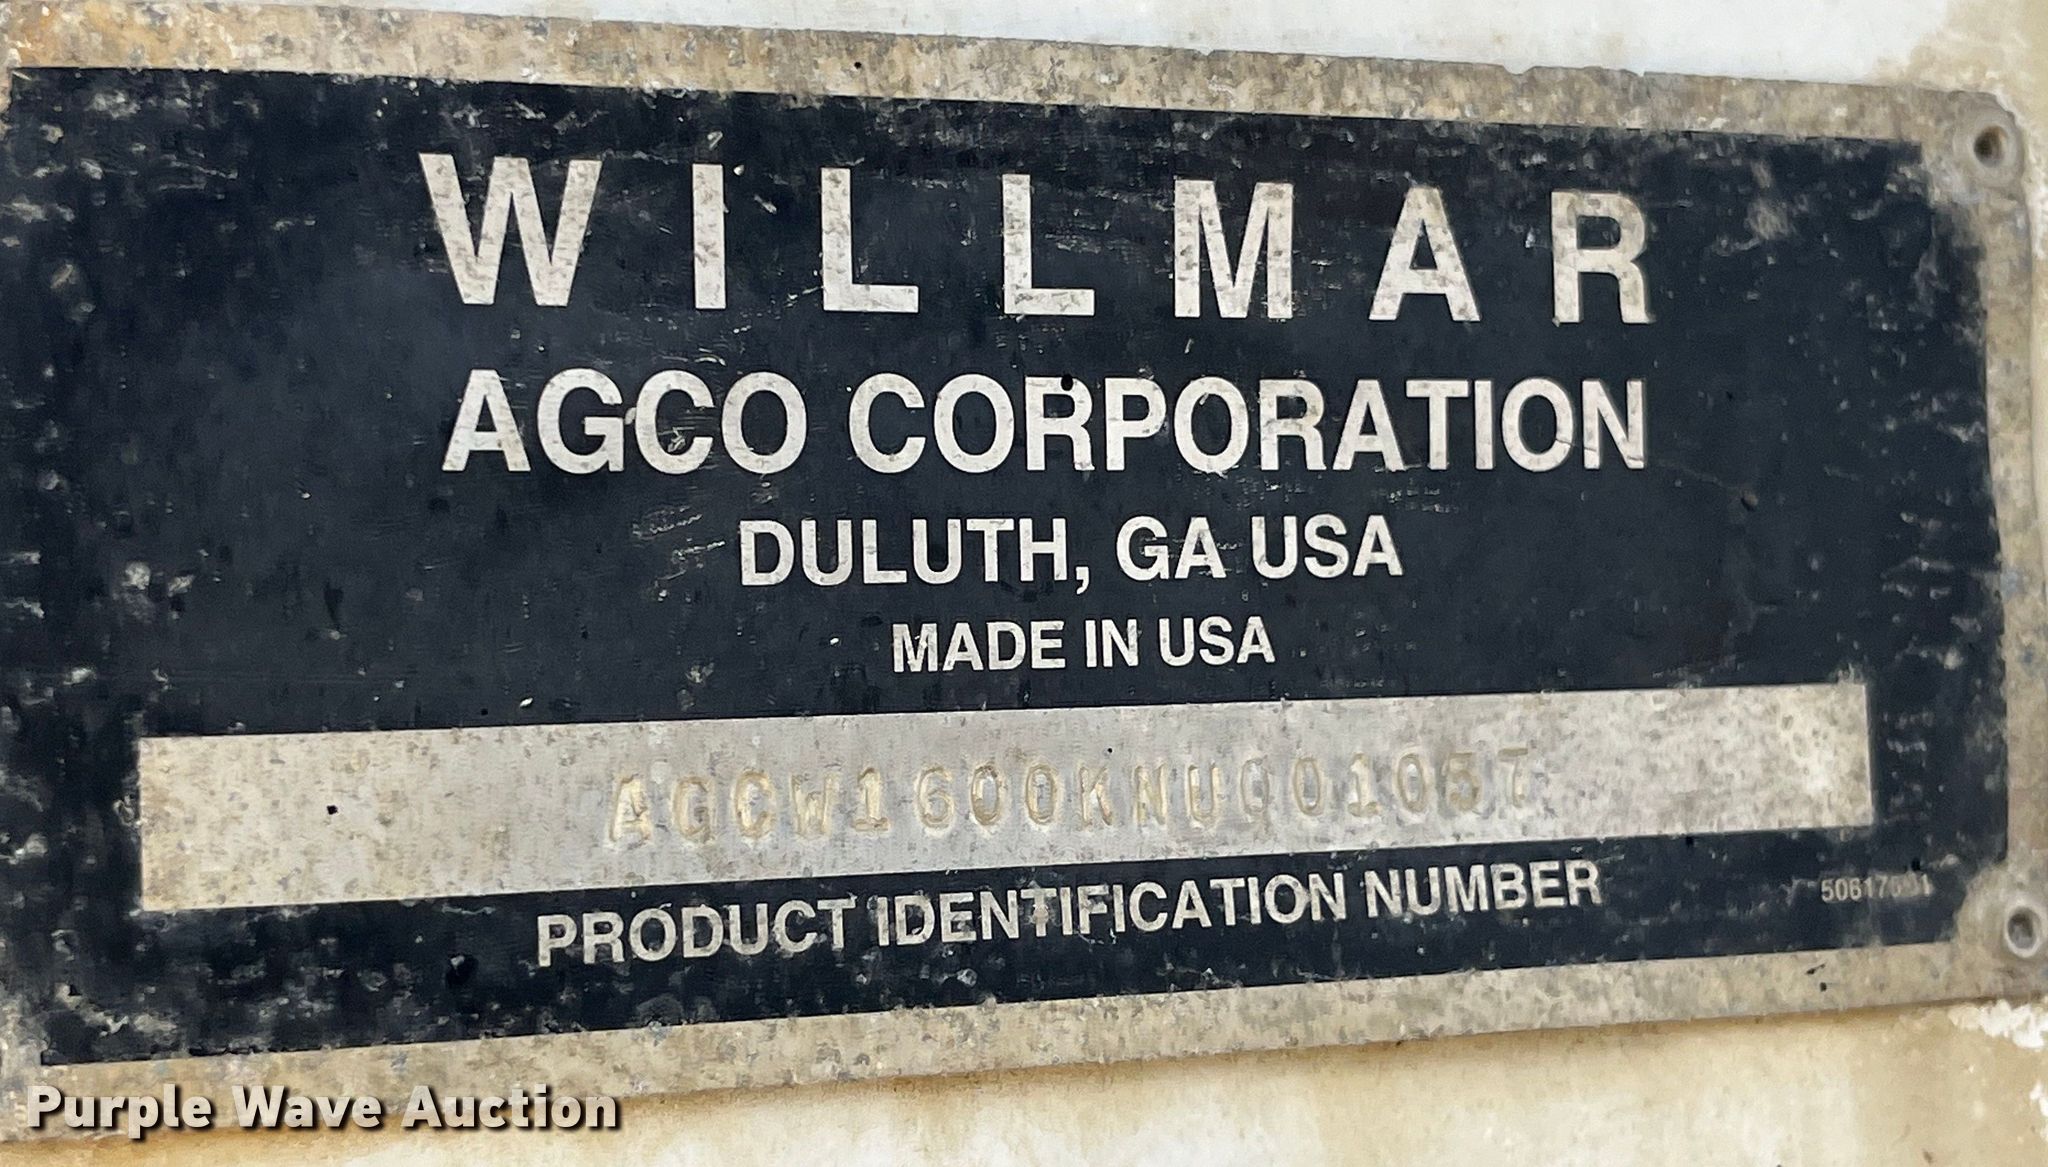 WILLMAR
AGCO CORPORATION
DULUTH, GA USA
MADE IN USA
AGCW1600KNU001057
PRODUCT IDENTIFICATION NUMBER
Purple Wave Auction